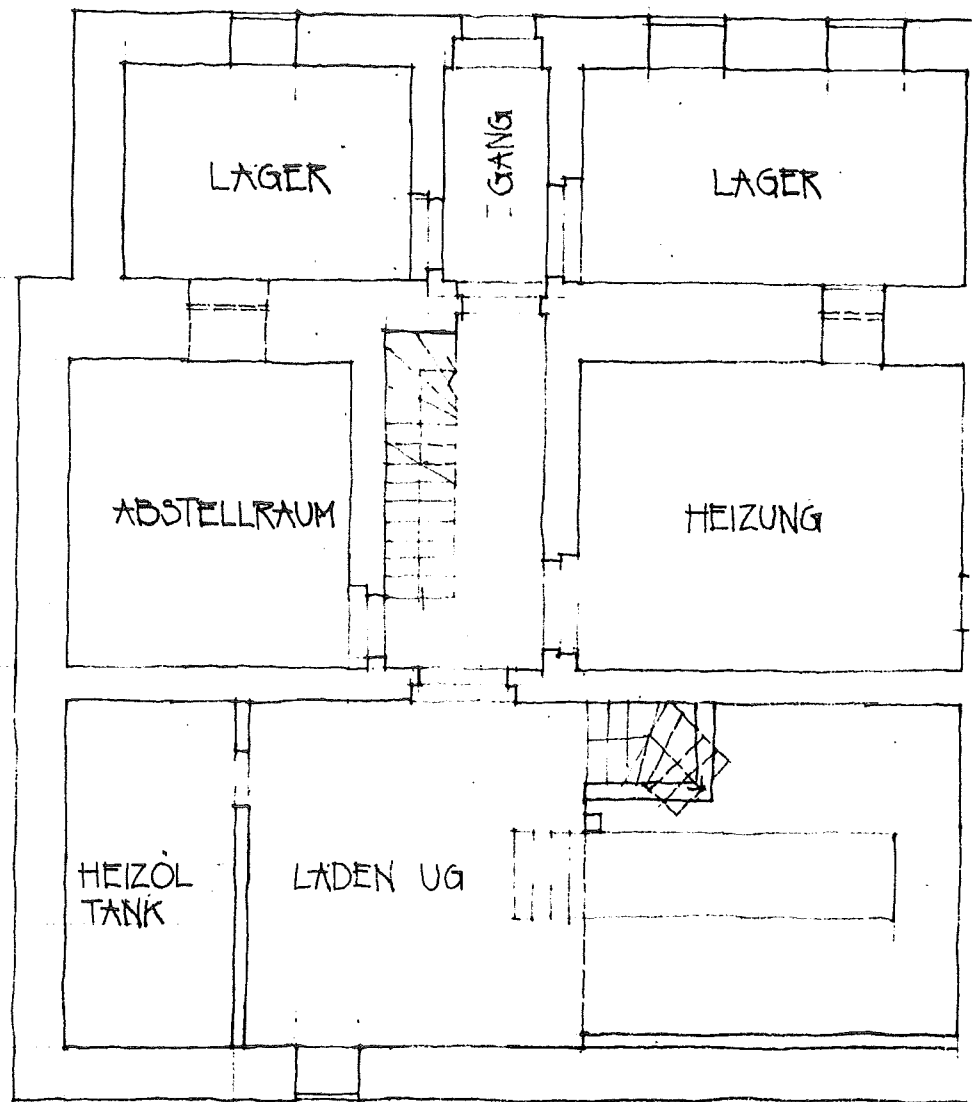 LAGER
GANG
LAGER
ABSTELLRAUM
HEIZUNG
HEIZÖL
TANK
LADEN UG